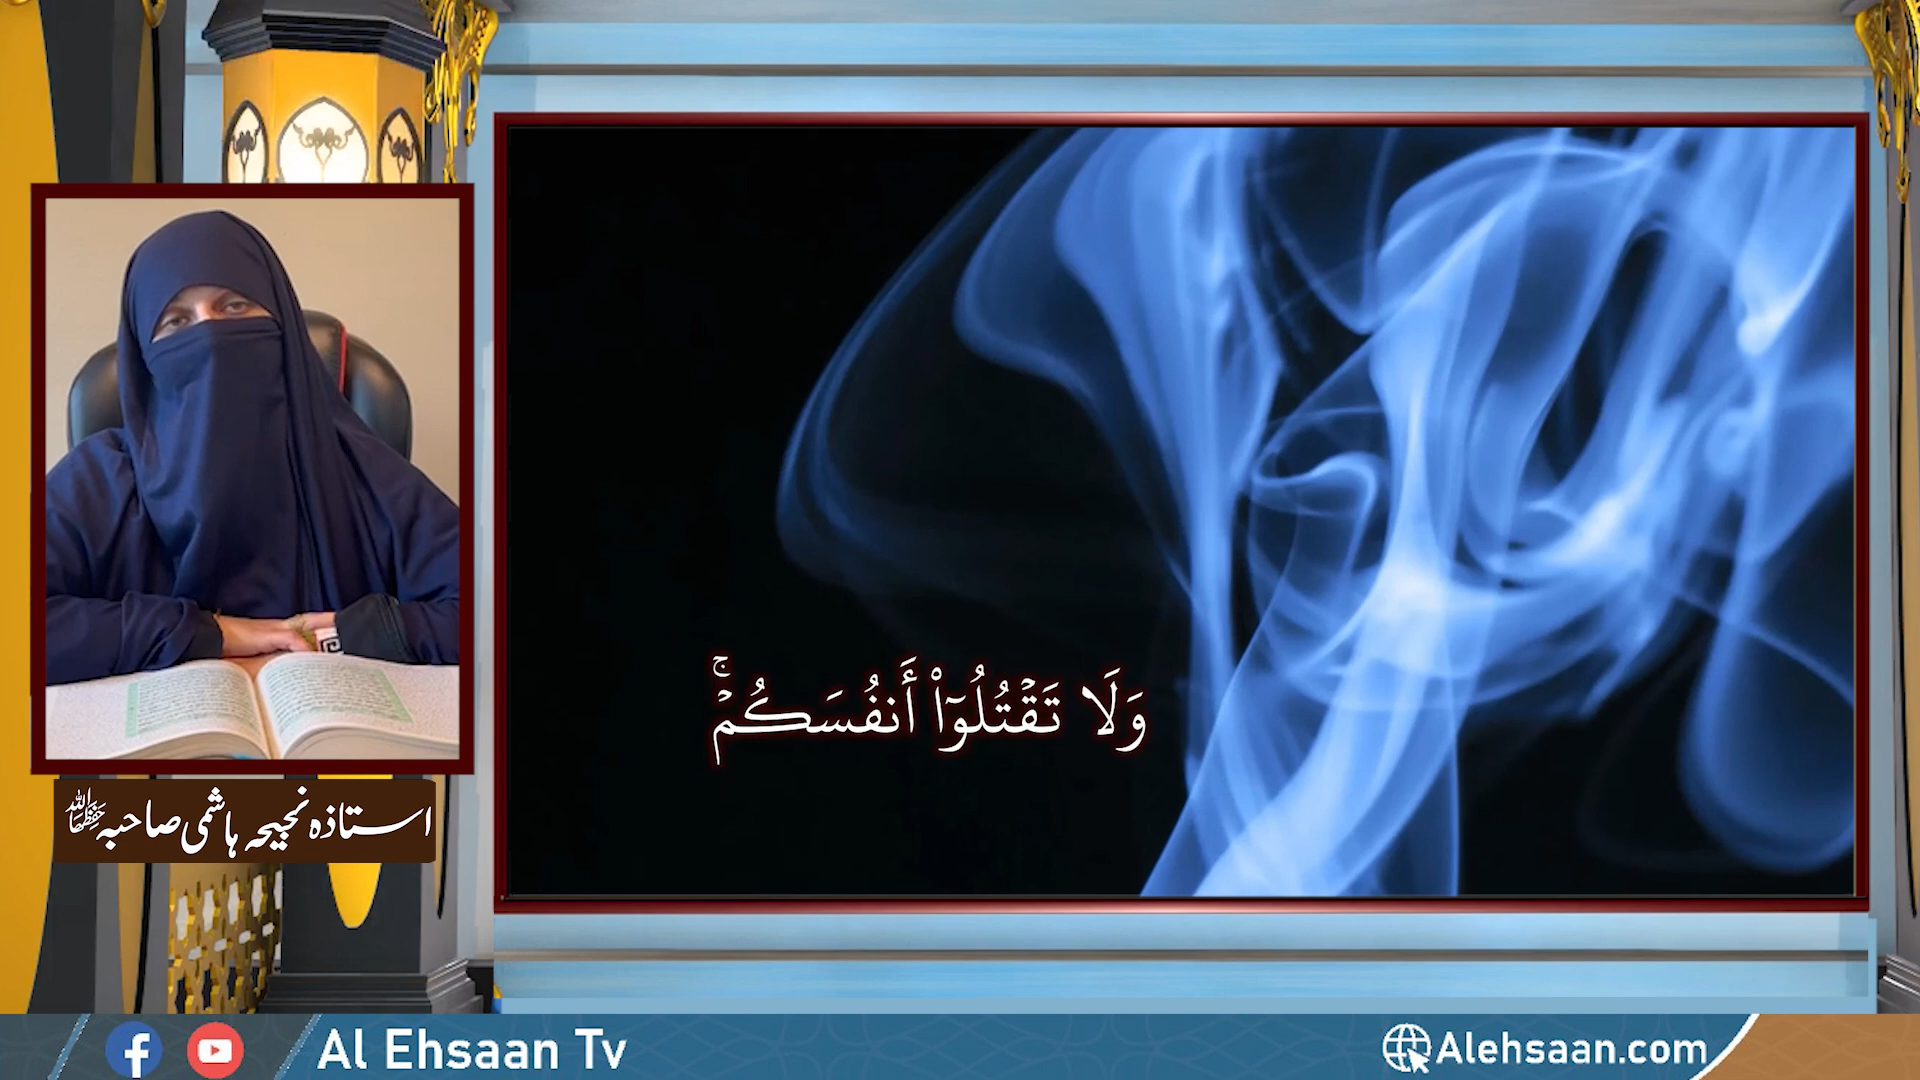 وَلَا تَقْتُلُوٓا۟ أَنفُسَكُمْ ۚ
استاذہ نجیحہ ہاشمی صاحبہ حفظہا اللہ
Al Ehsaan Tv
Alehsaan.com